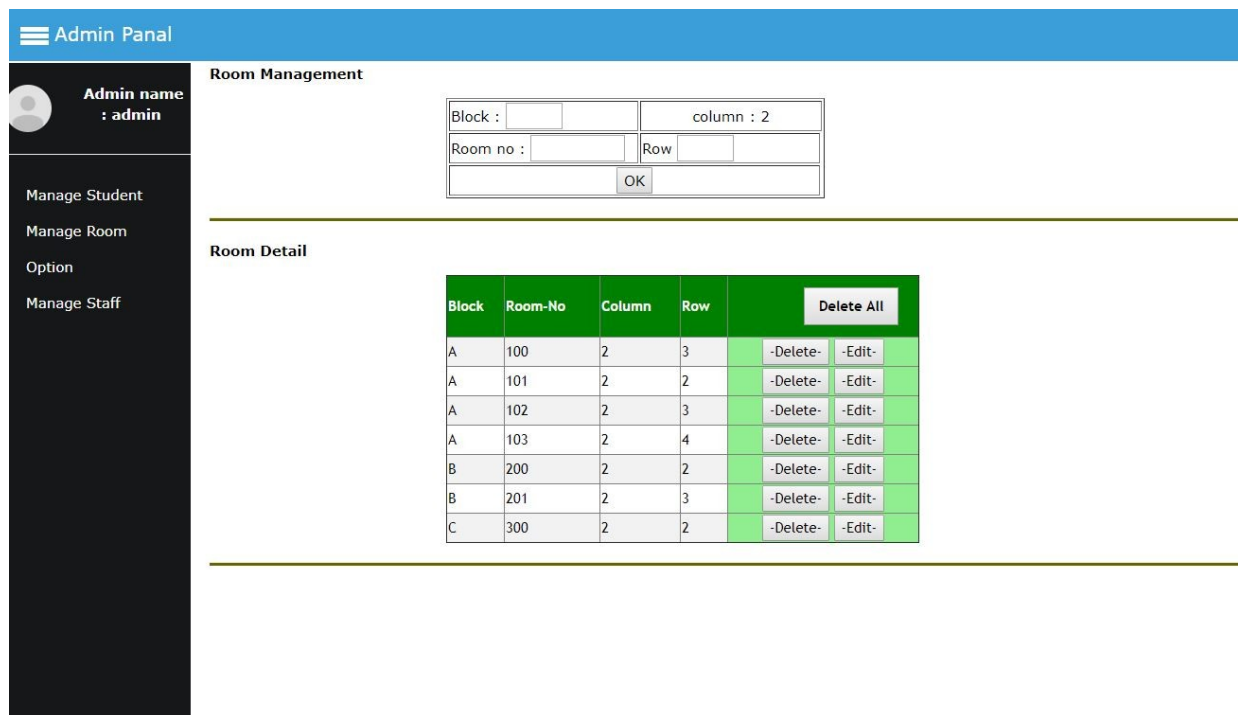 Admin Panal
Admin name
: admin
Manage Student
Manage Room
Option
Manage Staff
Room Management
Block : column : 2
Room no : Row
OK
Room Detail
Block Room-No Column Row Delete All
A 100 2 3 -Delete- -Edit-
A 101 2 2 -Delete- -Edit-
A 102 2 3 -Delete- -Edit-
A 103 2 4 -Delete- -Edit-
B 200 2 2 -Delete- -Edit-
B 201 2 3 -Delete- -Edit-
C 300 2 2 -Delete- -Edit-